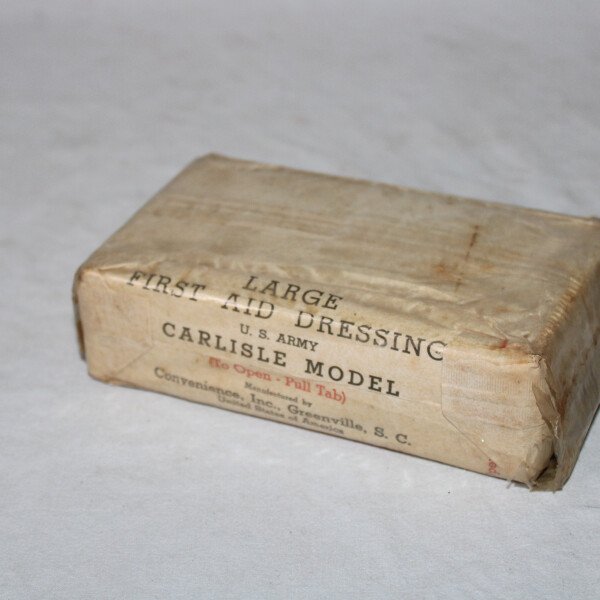 LARGE
FIRST AID DRESSING
U. S. ARMY
CARLISLE MODEL
(To Open - Pull Tab)
Manufactured by
Convenience, Inc., Greenville, S. C.
United States of America